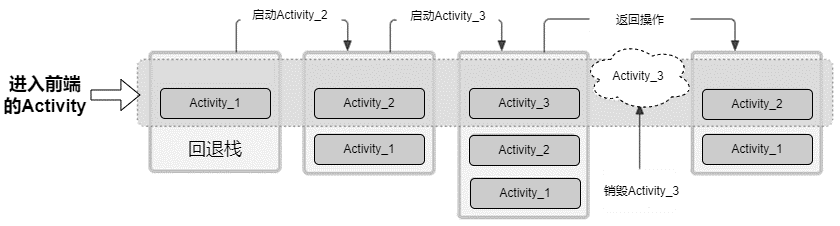 启动Activity_2
启动Activity_3
返回操作
进入前端
的Activity
Activity_1
Activity_2
Activity_3
Activity_3
Activity_2
回退栈
Activity_1
Activity_2
Activity_1
Activity_1
销毁Activity_3